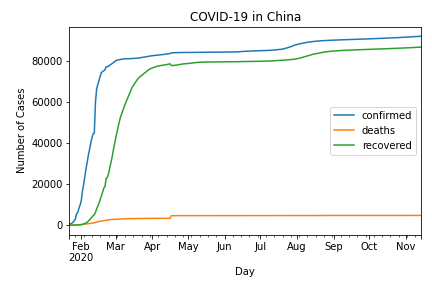 COVID-19 in China
Number of Cases
80000
60000
40000
20000
0
confirmed
deaths
recovered
Feb Mar Apr May Jun Jul Aug Sep Oct Nov
2020
Day